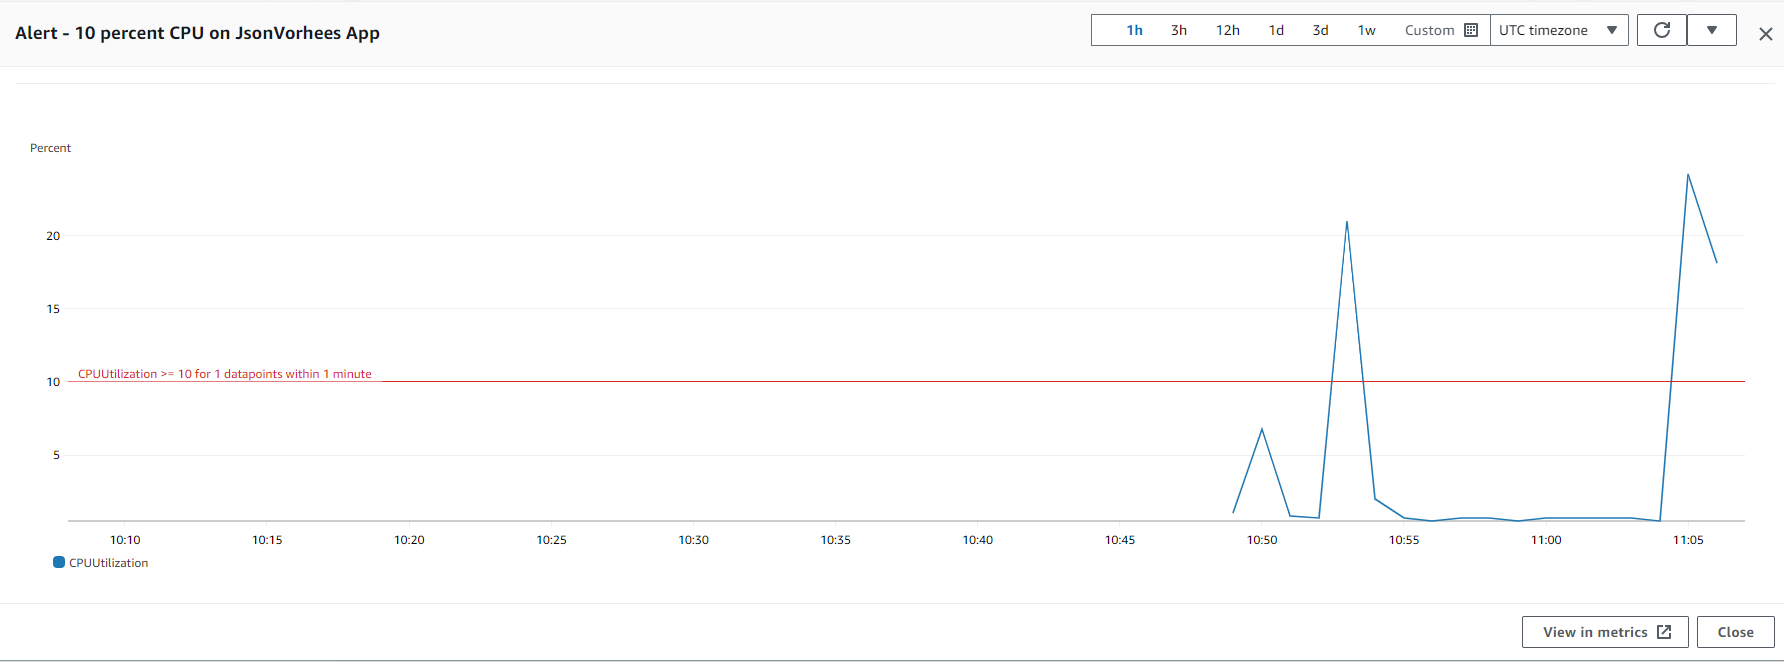 Alert - 10 percent CPU on JsonVorhees App
1h 3h 12h 1d 3d 1w Custom UTC timezone
Percent
20
15
CPUUtilization >= 10 for 1 datapoints within 1 minute
10
5
10:10 10:15 10:20 10:25 10:30 10:35 10:40 10:45 10:50 10:55 11:00 11:05
CPUUtilization
View in metrics Close